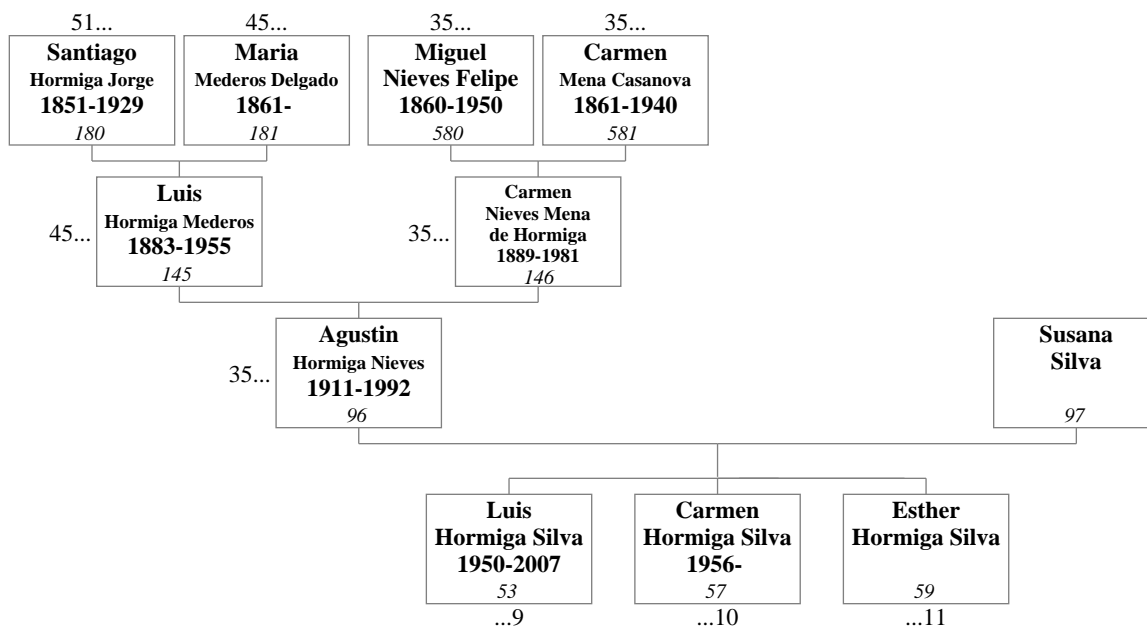 51...
45...
35...
35...
Santiago
Hormiga Jorge
1851-1929
180
Maria
Mederos Delgado
1861-
181
Miguel
Nieves Felipe
1860-1950
580
Carmen
Mena Casanova
1861-1940
581
45...
Luis
Hormiga Mederos
1883-1955
145
35...
Carmen
Nieves Mena
de Hormiga
1889-1981
146
35...
Agustin
Hormiga Nieves
1911-1992
96
Susana
Silva
97
Luis
Hormiga Silva
1950-2007
53
...9
Carmen
Hormiga Silva
1956-
57
...10
Esther
Hormiga Silva
59
...11